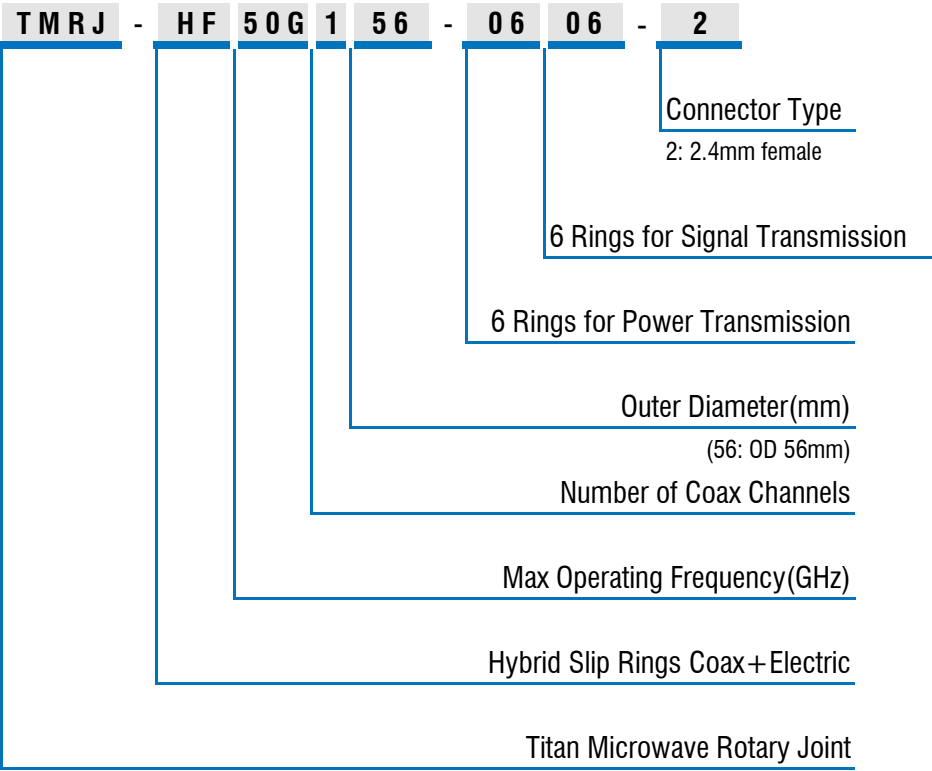 TMRJ - HF 50G 1 56 - 06 06 - 2
Connector Type
2: 2.4mm female
6 Rings for Signal Transmission
6 Rings for Power Transmission
Outer Diameter(mm)
(56: OD 56mm)
Number of Coax Channels
Max Operating Frequency(GHz)
Hybrid Slip Rings Coax+Electric
Titan Microwave Rotary Joint